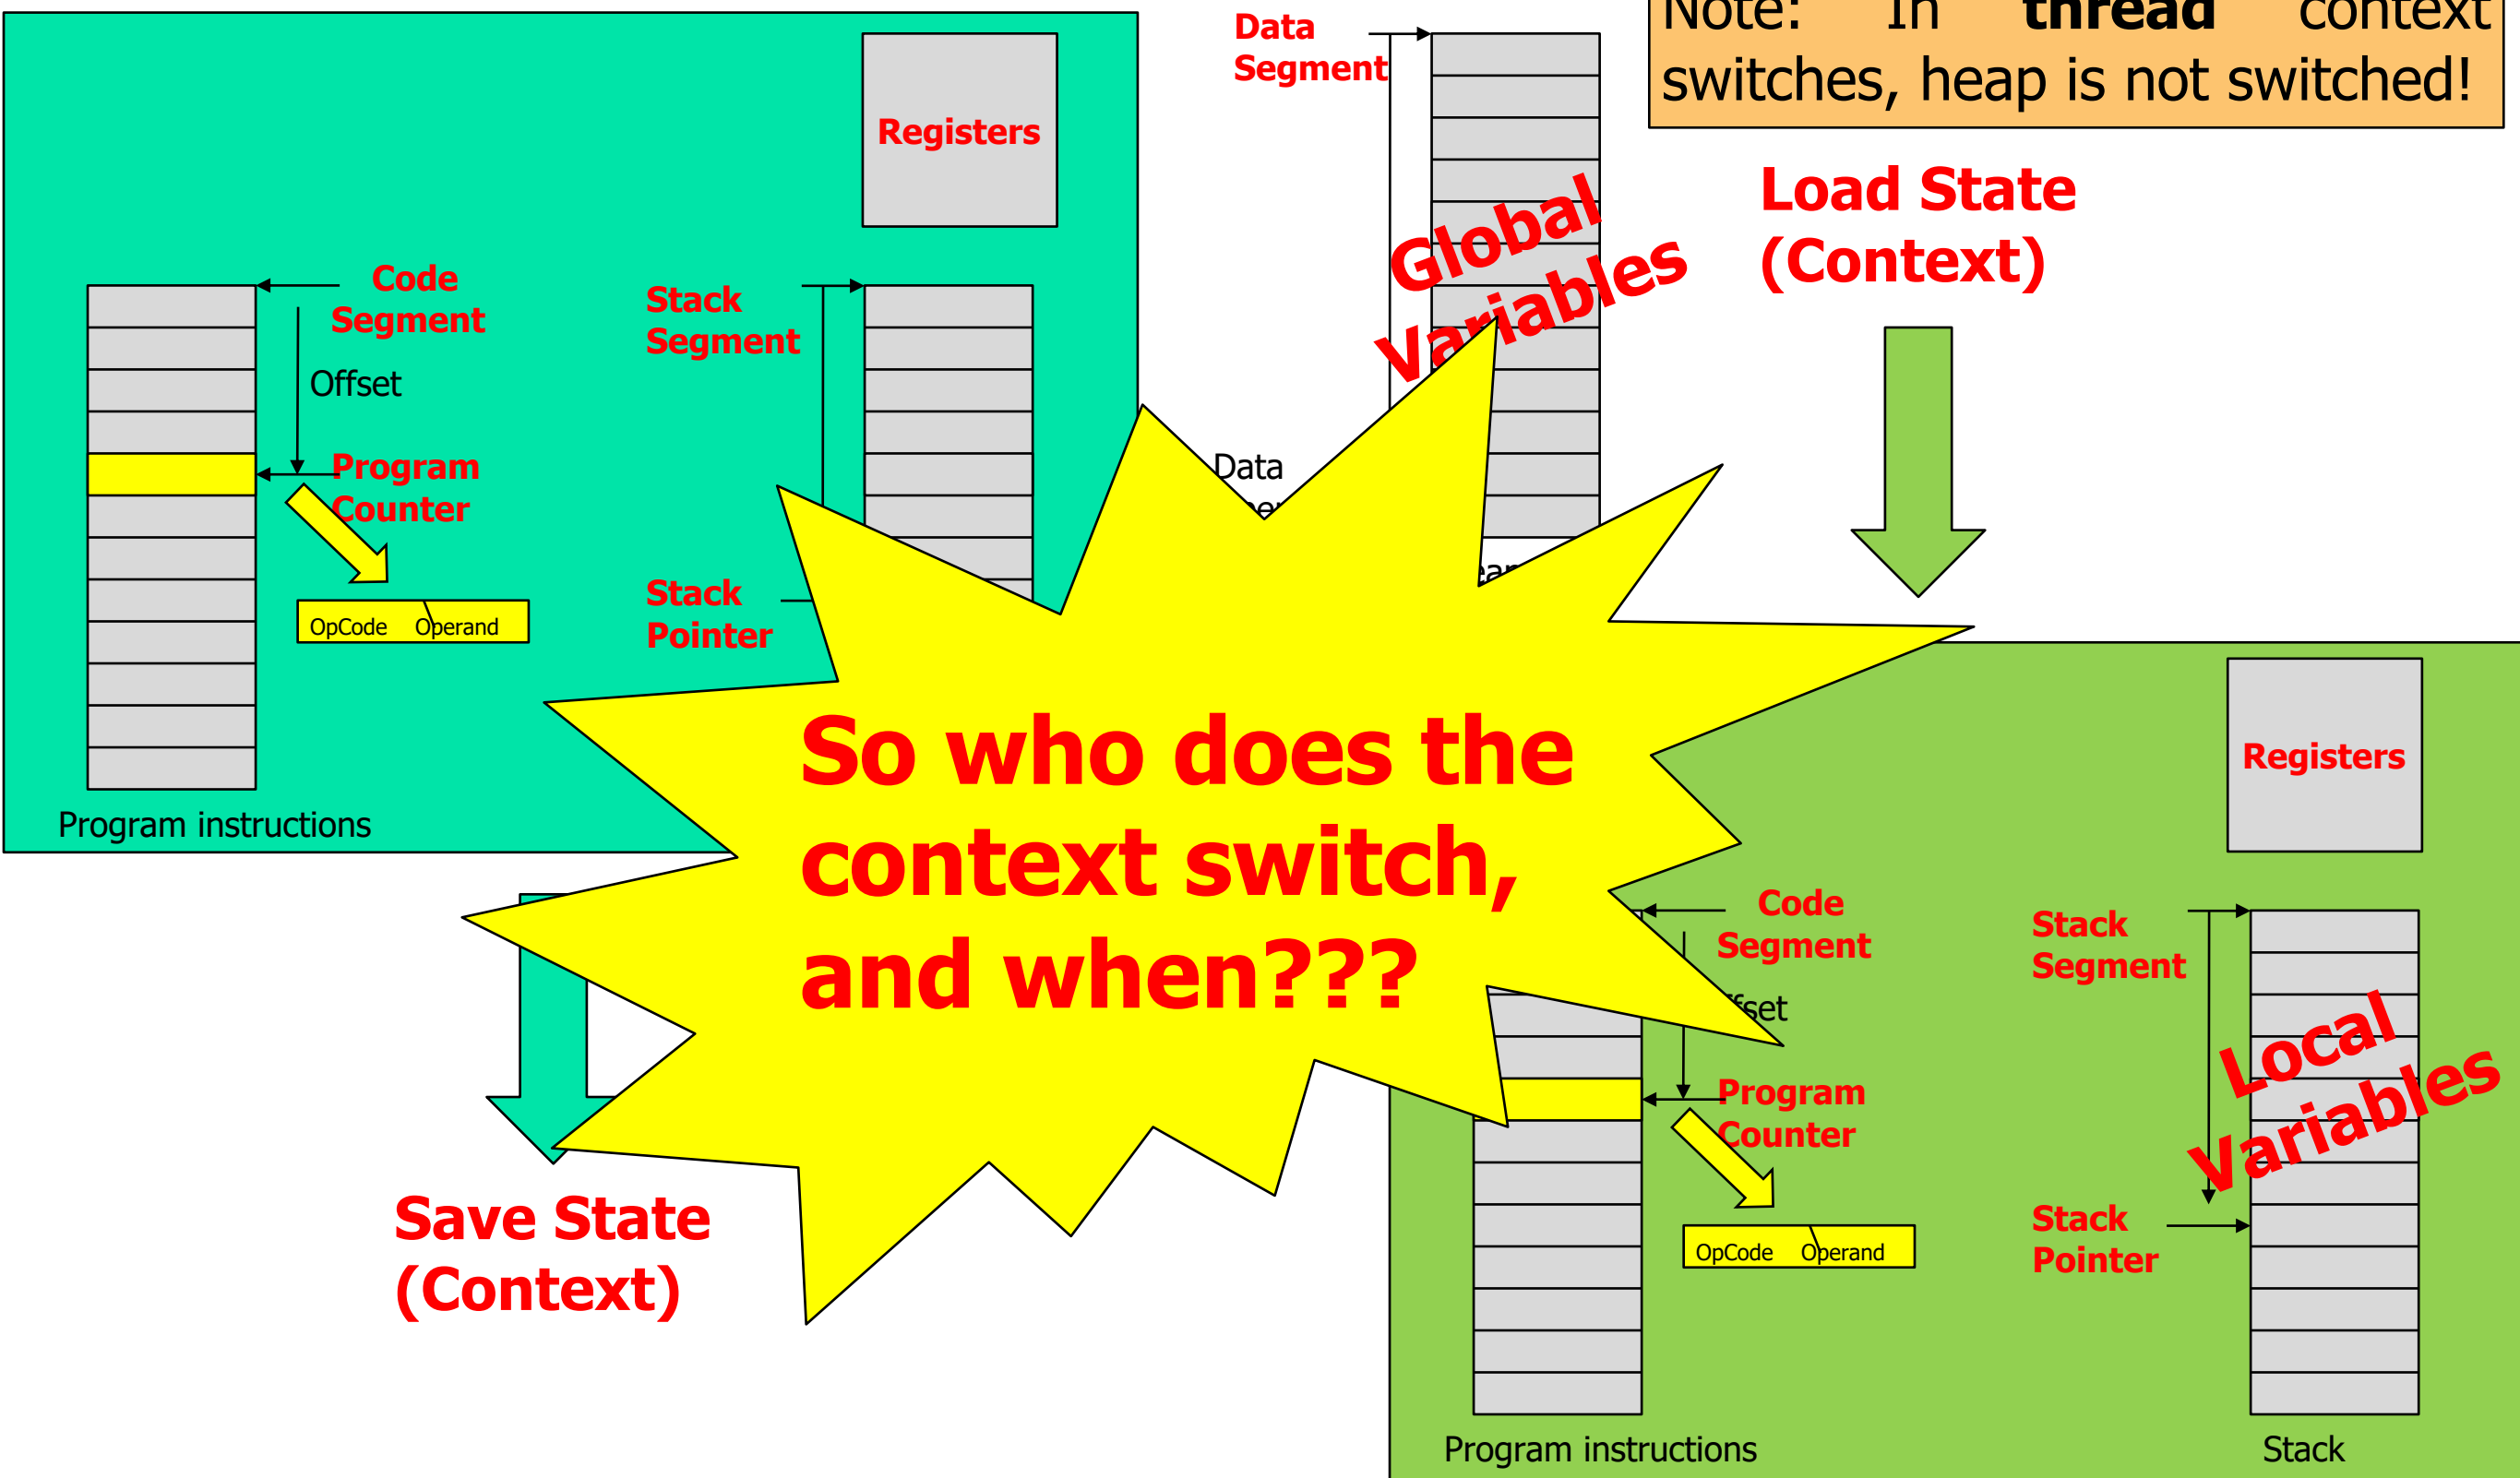 Note: In thread context
switches, heap is not switched!
Data
Segment
Registers
Global
Variables
Load State
(Context)
Code
Segment
Offset
Program
Counter
OpCode Operand
Stack
Segment
Stack
Pointer
Data
Program instructions
So who does the
context switch,
and when???
Save State
(Context)
Registers
Code
Segment
Program
Counter
OpCode Operand
Stack
Segment
Local
Variables
Stack
Pointer
Program instructions
Stack